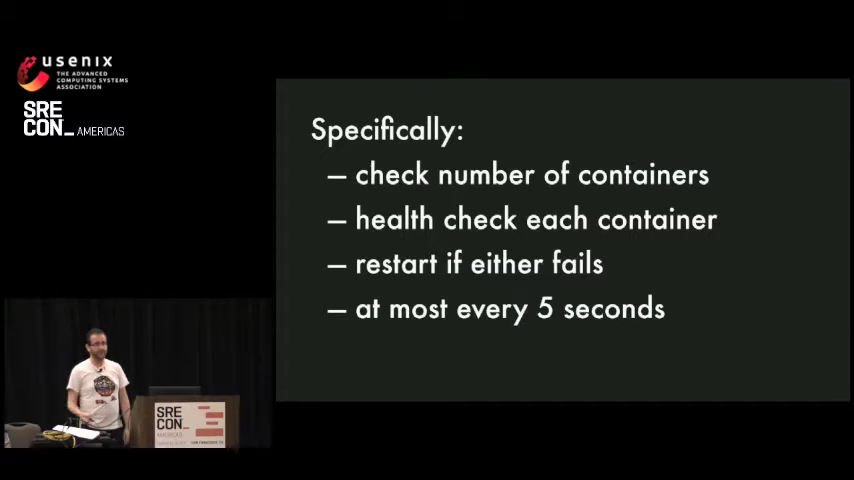 usenix
THE ADVANCED
COMPUTING SYSTEMS
ASSOCIATION
SRE
CON_ AMERICAS
Specifically:
— check number of containers
— health check each container
— restart if either fails
— at most every 5 seconds
SRE
CON_
AMERICAS